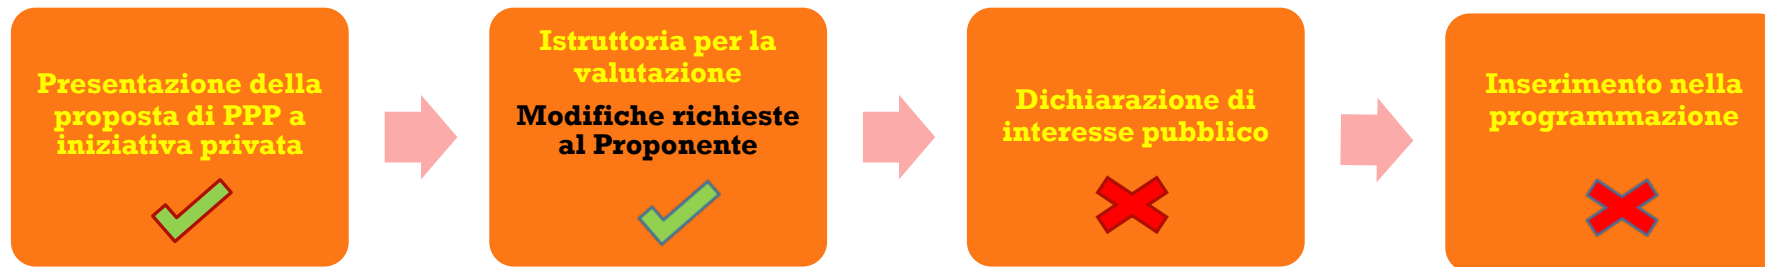 Presentazione della
proposta di PPP a
iniziativa privata
Istruttoria per la
valutazione
Modifiche richieste
al Proponente
Dichiarazione di
interesse pubblico
Inserimento nella
programmazione